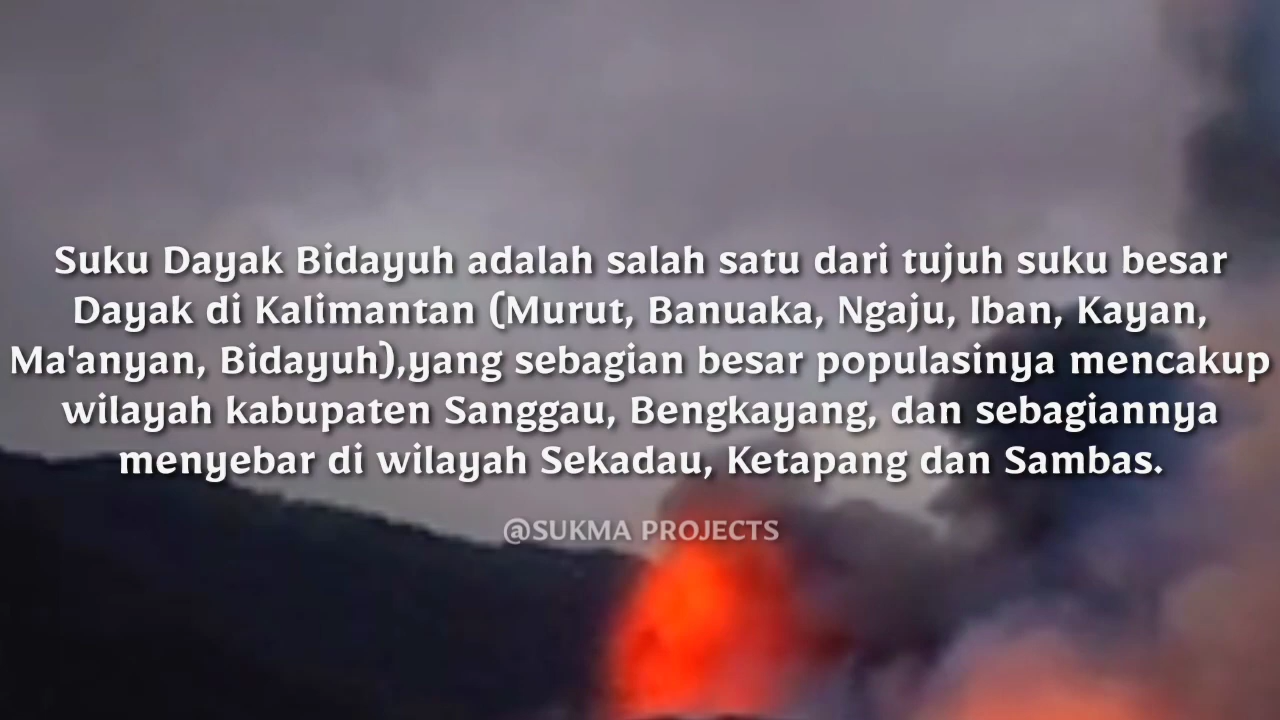 Suku Dayak Bidayuh adalah salah satu dari tujuh suku besar
Dayak di Kalimantan (Murut, Banuaka, Ngaju, Iban, Kayan,
Ma'anyan, Bidayuh),yang sebagian besar populasinya mencakup
wilayah kabupaten Sanggau, Bengkayang, dan sebagiannya
menyebar di wilayah Sekadau, Ketapang dan Sambas.
@SUKMA PROJECTS